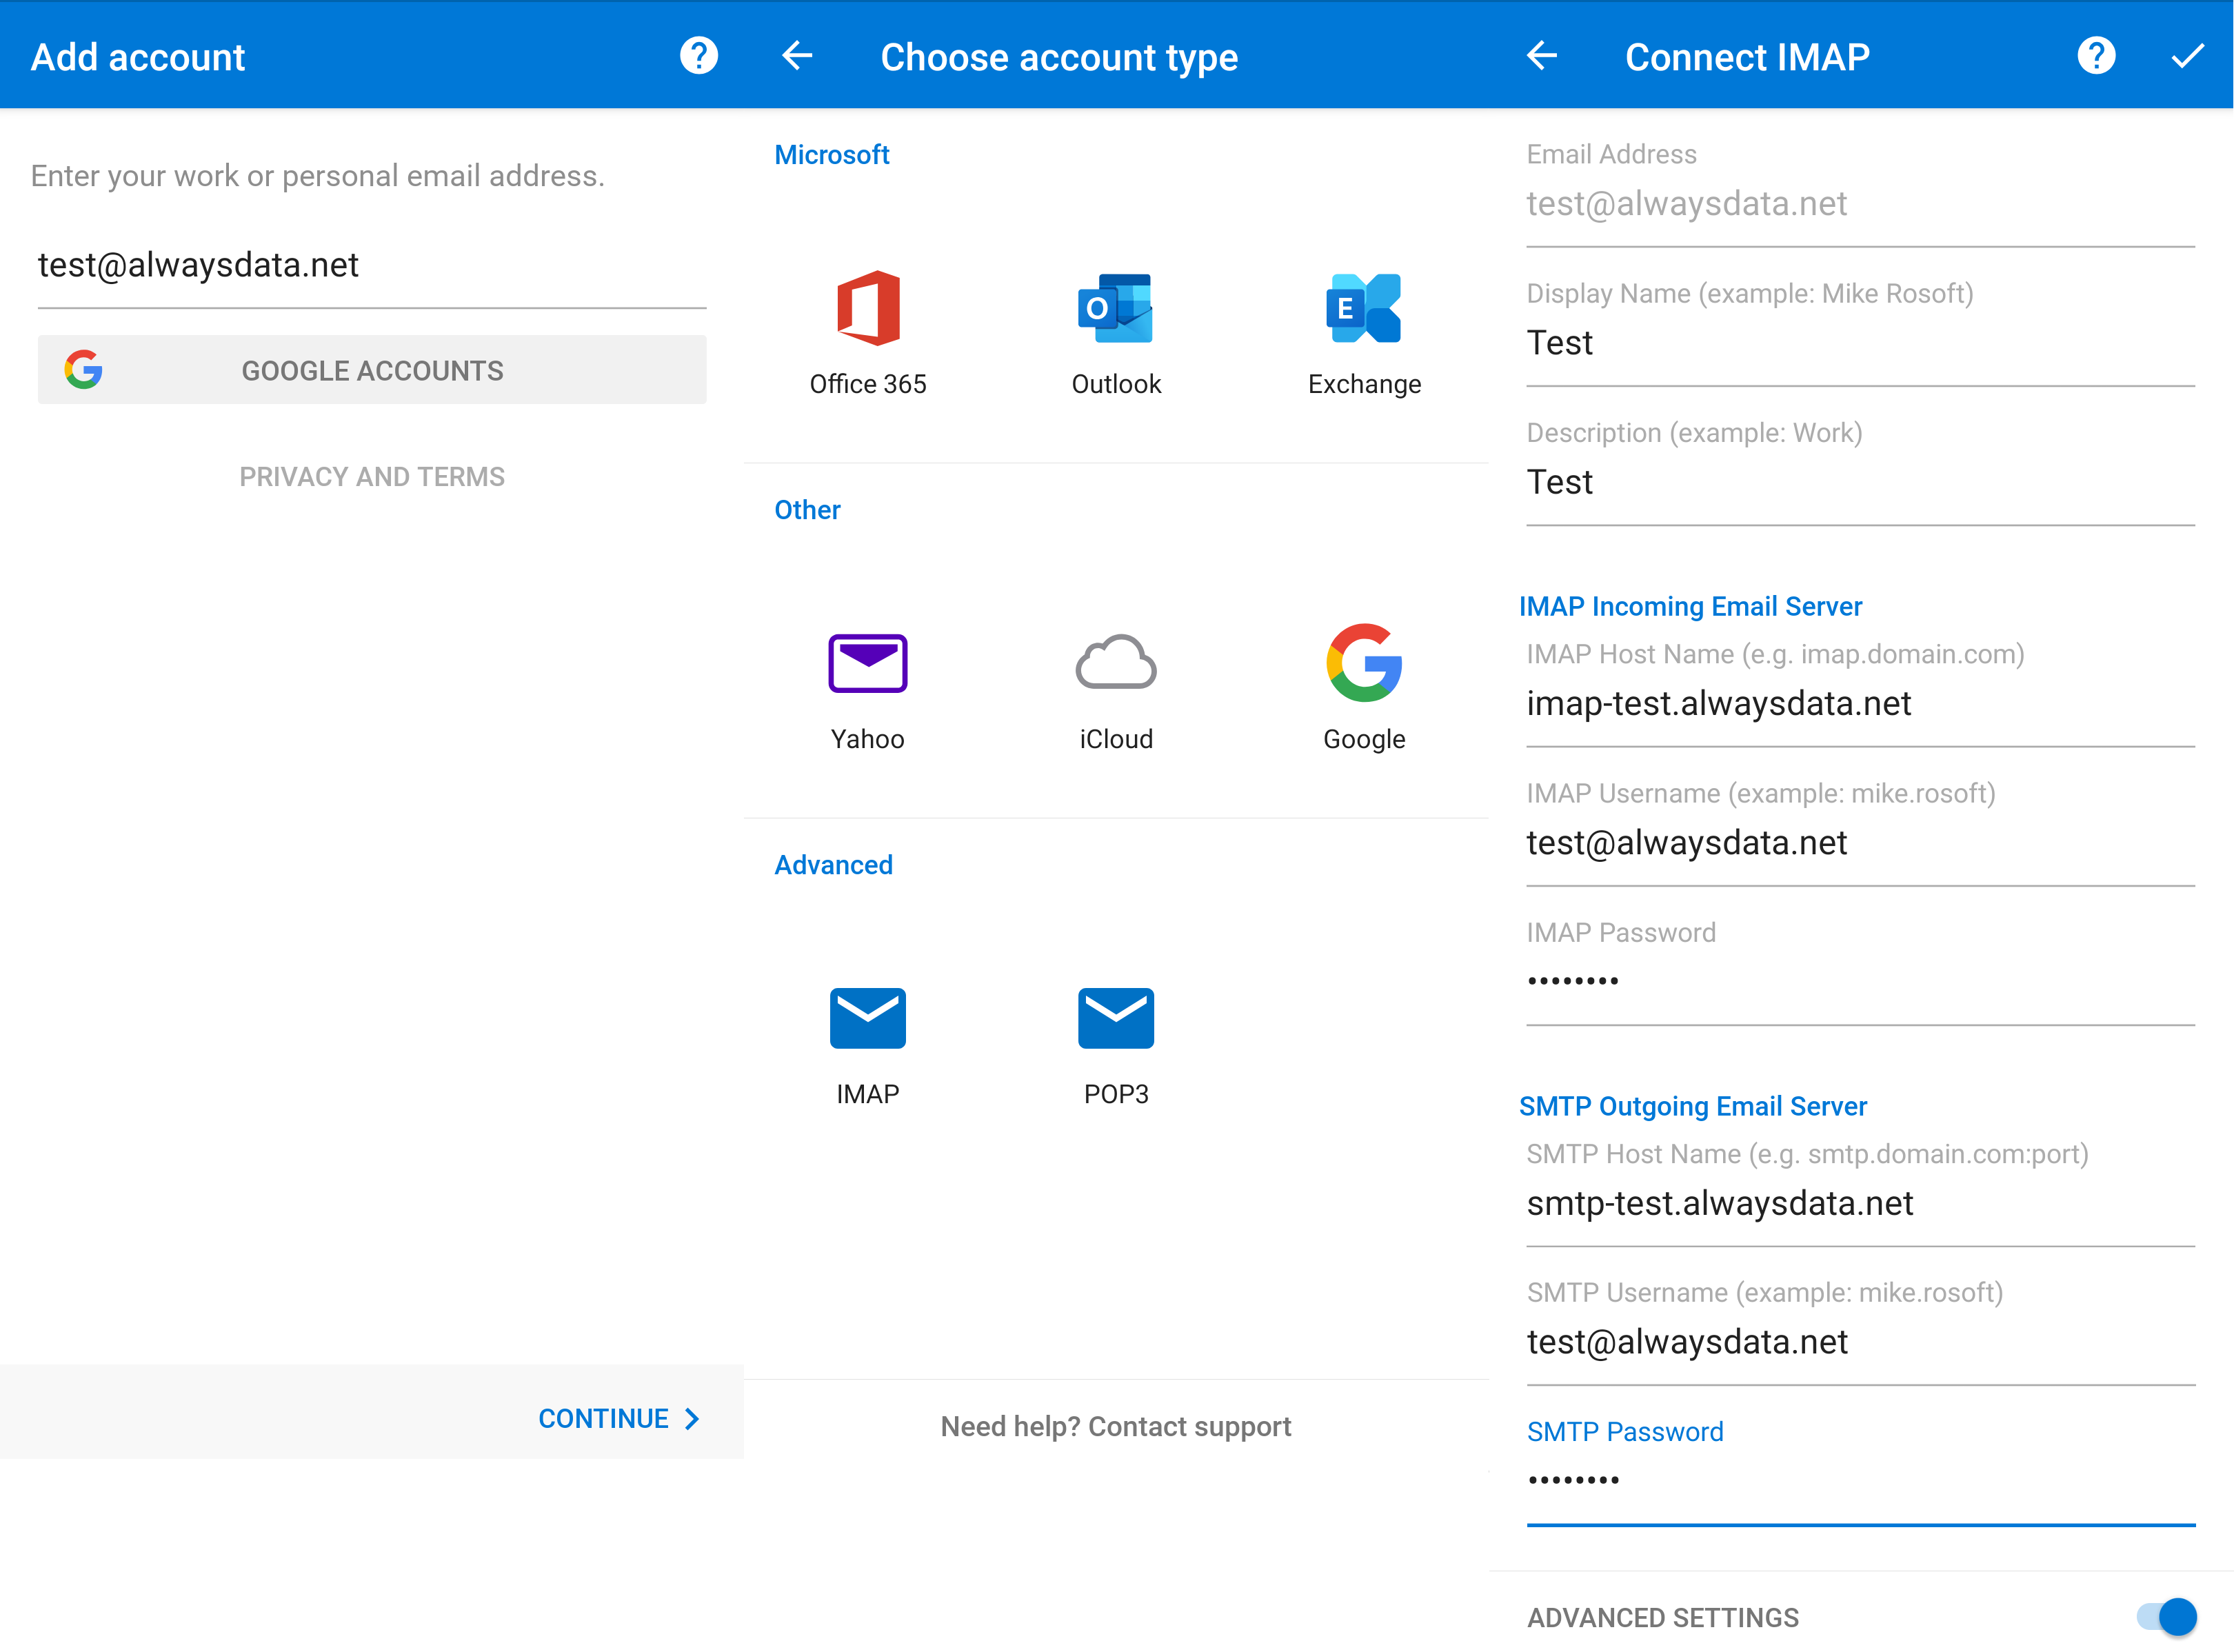 Add account
Enter your work or personal email address.
test@alwaysdata.net
GOOGLE ACCOUNTS
PRIVACY AND TERMS
CONTINUE
Choose account type
Microsoft
Office 365
Outlook
Exchange
Other
Yahoo
iCloud
Google
Advanced
IMAP
POP3
Need help? Contact support
Connect IMAP
Email Address
test@alwaysdata.net
Display Name (example: Mike Rosoft)
Test
Description (example: Work)
Test
IMAP Incoming Email Server
IMAP Host Name (e.g. imap.domain.com)
imap-test.alwaysdata.net
IMAP Username (example: mike.rosoft)
test@alwaysdata.net
IMAP Password
••••••••
SMTP Outgoing Email Server
SMTP Host Name (e.g. smtp.domain.com:port)
smtp-test.alwaysdata.net
SMTP Username (example: mike.rosoft)
test@alwaysdata.net
SMTP Password
••••••••
ADVANCED SETTINGS